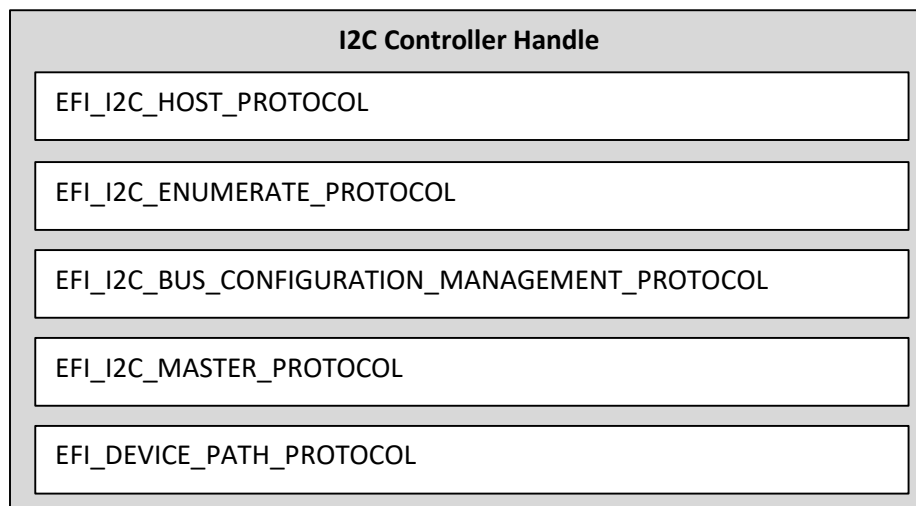 I2C Controller Handle
EFI_I2C_HOST_PROTOCOL
EFI_I2C_ENUMERATE_PROTOCOL
EFI_I2C_BUS_CONFIGURATION_MANAGEMENT_PROTOCOL
EFI_I2C_MASTER_PROTOCOL
EFI_DEVICE_PATH_PROTOCOL